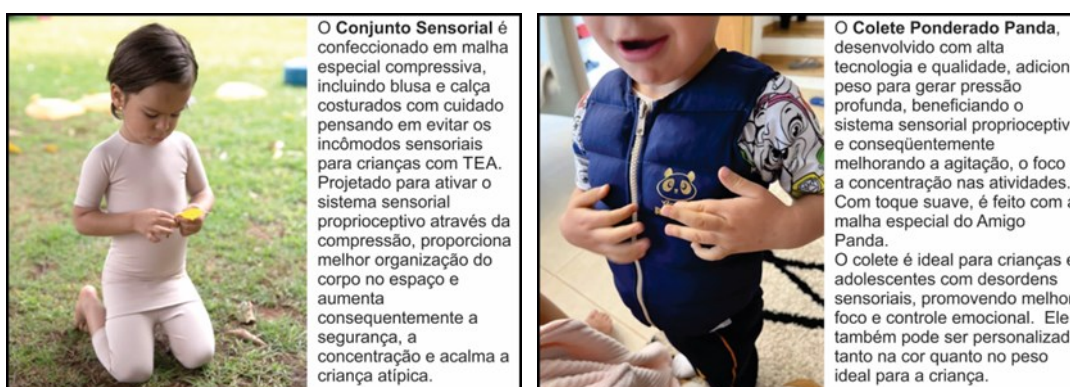 O Conjunto Sensorial é
confeccionado em malha
especial compressiva,
incluindo blusa e calça
costurados com cuidado
pensando em evitar os
incômodos sensoriais
para crianças com TEA.
Projetado para ativar o
sistema sensorial
proprioceptivo através da
compressão, proporciona
melhor organização do
corpo no espaço e
aumenta
consequentemente a
segurança, a
concentração e acalma a
criança atípica.
O Colete Ponderado Panda,
desenvolvido com alta
tecnologia e qualidade, adicion
peso para gerar pressão
profunda, beneficiando o
sistema sensorial proprioceptiv
e conseqüentemente
melhorando a agitação, o foco
a concentração nas atividades.
Com toque suave, é feito com a
malha especial do Amigo
Panda.
O colete é ideal para crianças e
adolescentes com desordens
sensoriais, promovendo melhor
foco e controle emocional. Ele
também pode ser personalizad
tanto na cor quanto no peso
ideal para a criança.